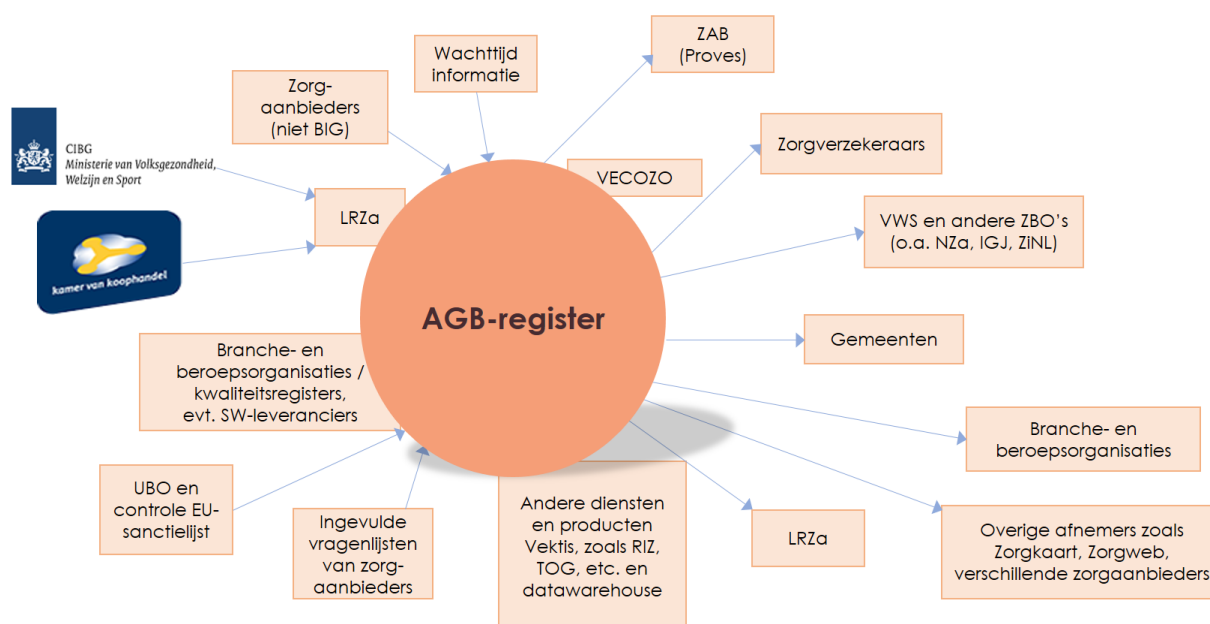 ZAB
(Proves)
Wachttijd
informatie
Zorg-
aanbieders
(niet BIG)
CIBG
Ministerie van Volksgezondheid,
Welzijn en Sport
Zorgverzekeraars
VECOZO
LRZa
VWS en andere ZBO's
(o.a. NZa, IGJ, ZiNL)
kamer van koophandel
AGB-register
Gemeenten
Branche- en
beroepsorganisaties /
kwaliteitsregisters,
evt. SW-leveranciers
Branche- en
beroepsorganisaties
UBO en
controle EU-
sanctielijst
Ingevulde
vragenlijsten
van zorg-
aanbieders
Andere diensten
en producten
Vektis, zoals RIZ,
TOG, etc. en
datawarehouse
LRZa
Overige afnemers zoals
Zorgkaart, Zorgweb,
verschillende zorgaanbieders